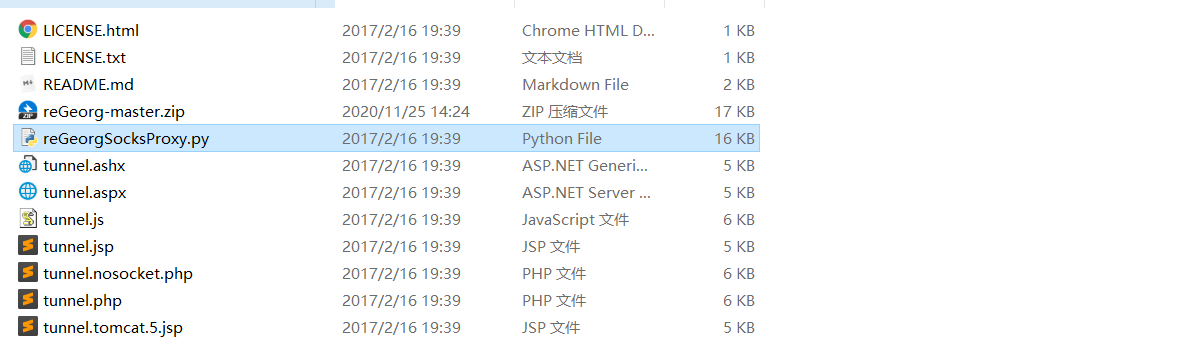 LICENSE.html 2017/2/16 19:39 Chrome HTML D... 1 KB
LICENSE.txt 2017/2/16 19:39 文本文档 1 KB
README.md 2017/2/16 19:39 Markdown File 2 KB
reGeorg-master.zip 2020/11/25 14:24 ZIP 压缩文件 17 KB
reGeorgSocksProxy.py 2017/2/16 19:39 Python File 16 KB
tunnel.ashx 2017/2/16 19:39 ASP.NET Generi... 5 KB
tunnel.aspx 2017/2/16 19:39 ASP.NET Server ... 5 KB
tunnel.js 2017/2/16 19:39 JavaScript 文件 6 KB
tunnel.jsp 2017/2/16 19:39 JSP 文件 5 KB
tunnel.nosocket.php 2017/2/16 19:39 PHP 文件 6 KB
tunnel.php 2017/2/16 19:39 PHP 文件 6 KB
tunnel.tomcat.5.jsp 2017/2/16 19:39 JSP 文件 5 KB